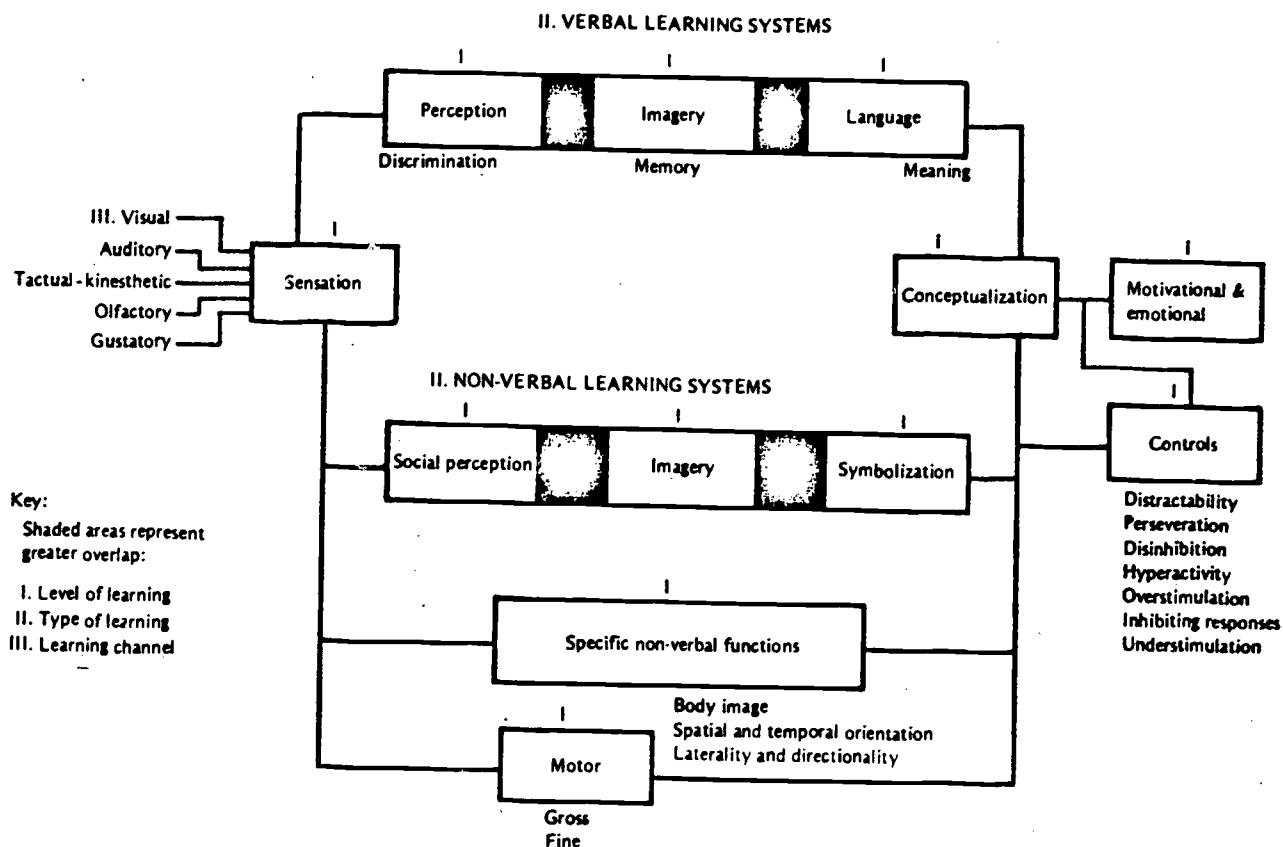 II. VERBAL LEARNING SYSTEMS
I
I
I
Perception
Imagery
Language
Discrimination
Memory
Meaning
III. Visual
Auditory
Tactual-kinesthetic
Olfactory
Gustatory
I
Sensation
I
Conceptualization
I
Motivational &
emotional
II. NON-VERBAL LEARNING SYSTEMS
I
I
I
Social perception
Imagery
Symbolization
I
Controls
Distractability
Perseveration
Disinhibition
Hyperactivity
Overstimulation
Inhibiting responses
Understimulation
Key:
Shaded areas represent
greater overlap:
I. Level of learning
II. Type of learning
III. Learning channel
I
Specific non-verbal functions
Body image
Spatial and temporal orientation
Laterality and directionality
I
Motor
Gross
Fine